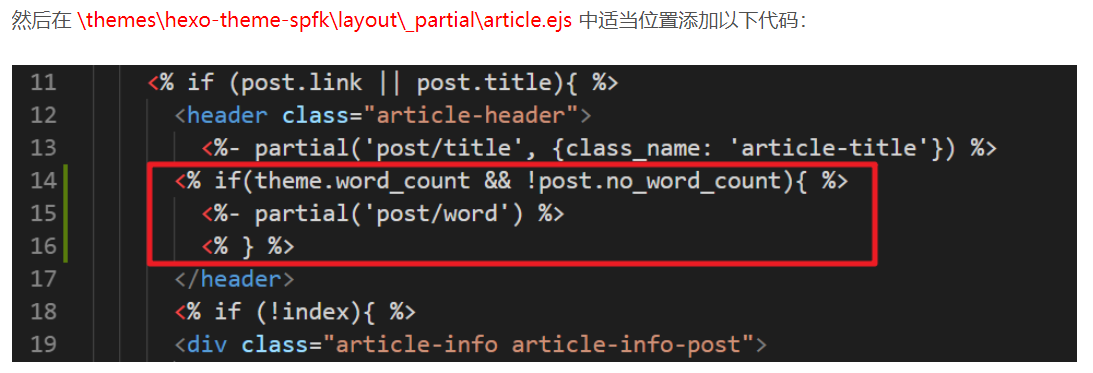 然后在 \themes\hexo-theme-spfk\layout\_partial\article.ejs 中适当位置添加以下代码：
11 <% if (post.link || post.title){ %>
12 <header class="article-header">
13 <%- partial('post/title', {class_name: 'article-title'}) %>
14 <% if(theme.word_count && !post.no_word_count){ %>
15 <%- partial('post/word') %>
16 <% } %>
17 </header>
18 <% if (!index){ %>
19 <div class="article-info article-info-post">